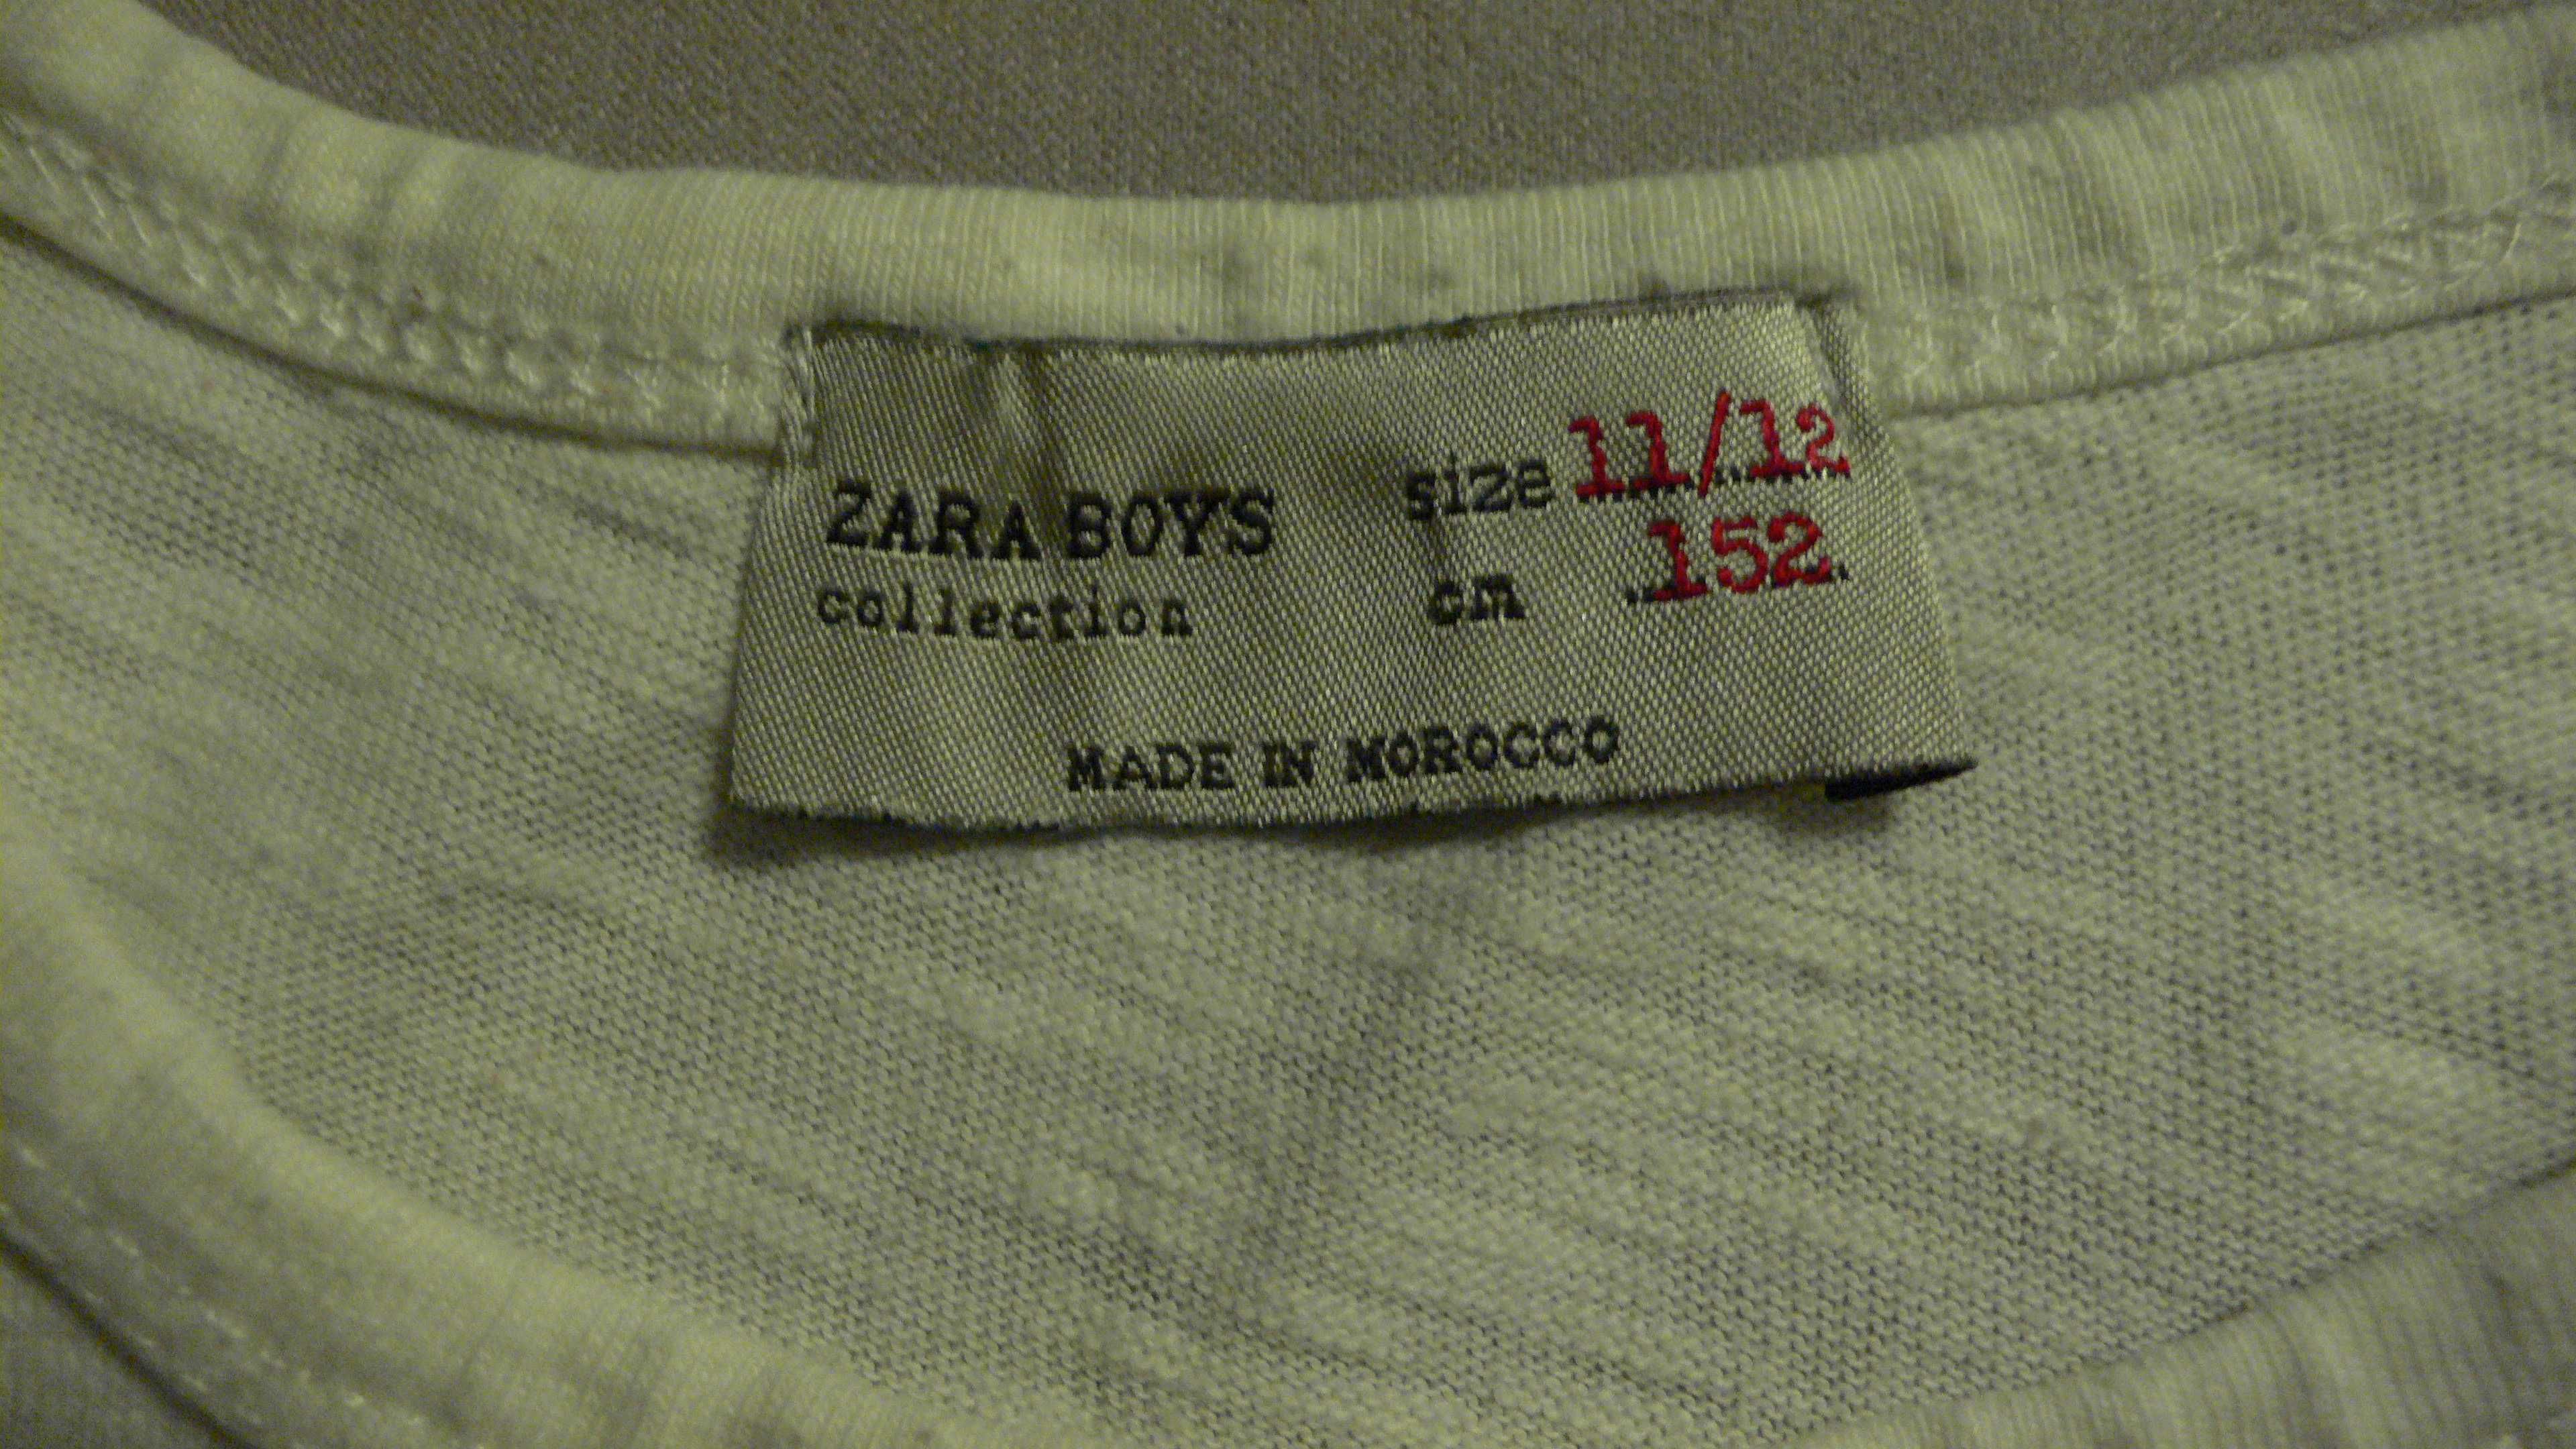 ZARA BOYS size 11/12
collection cm 152
MADE IN MOROCCO